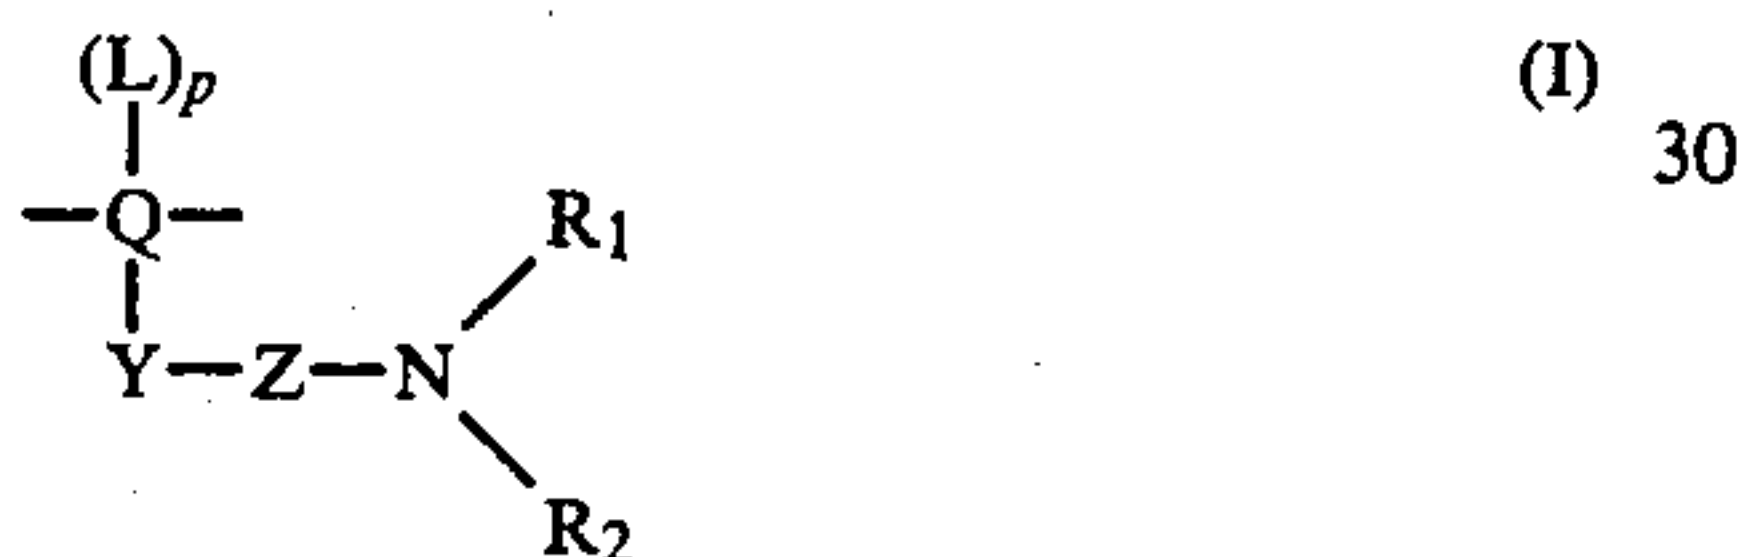 (L)p (I)
30
—Q— R1
Y—Z—N
R2